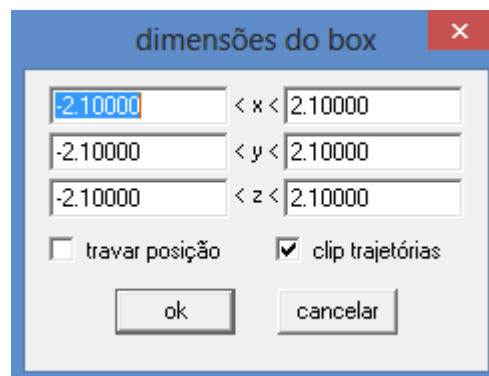 dimensões do box
-2.10000 < x < 2.10000
-2.10000 < y < 2.10000
-2.10000 < z < 2.10000
travar posição clip trajetórias
ok cancelar